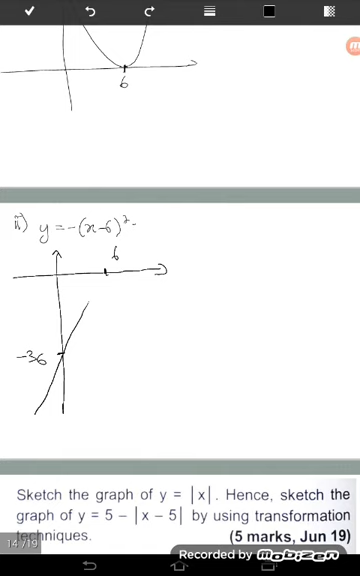 6
ii) y = -(x-6)².
6
-36
Sketch the graph of y = |x|. Hence, sketch the
graph of y = 5 − |x − 5| by using transformation
techniques. (5 marks, Jun 19)
14 / 19
Recorded by mobizen